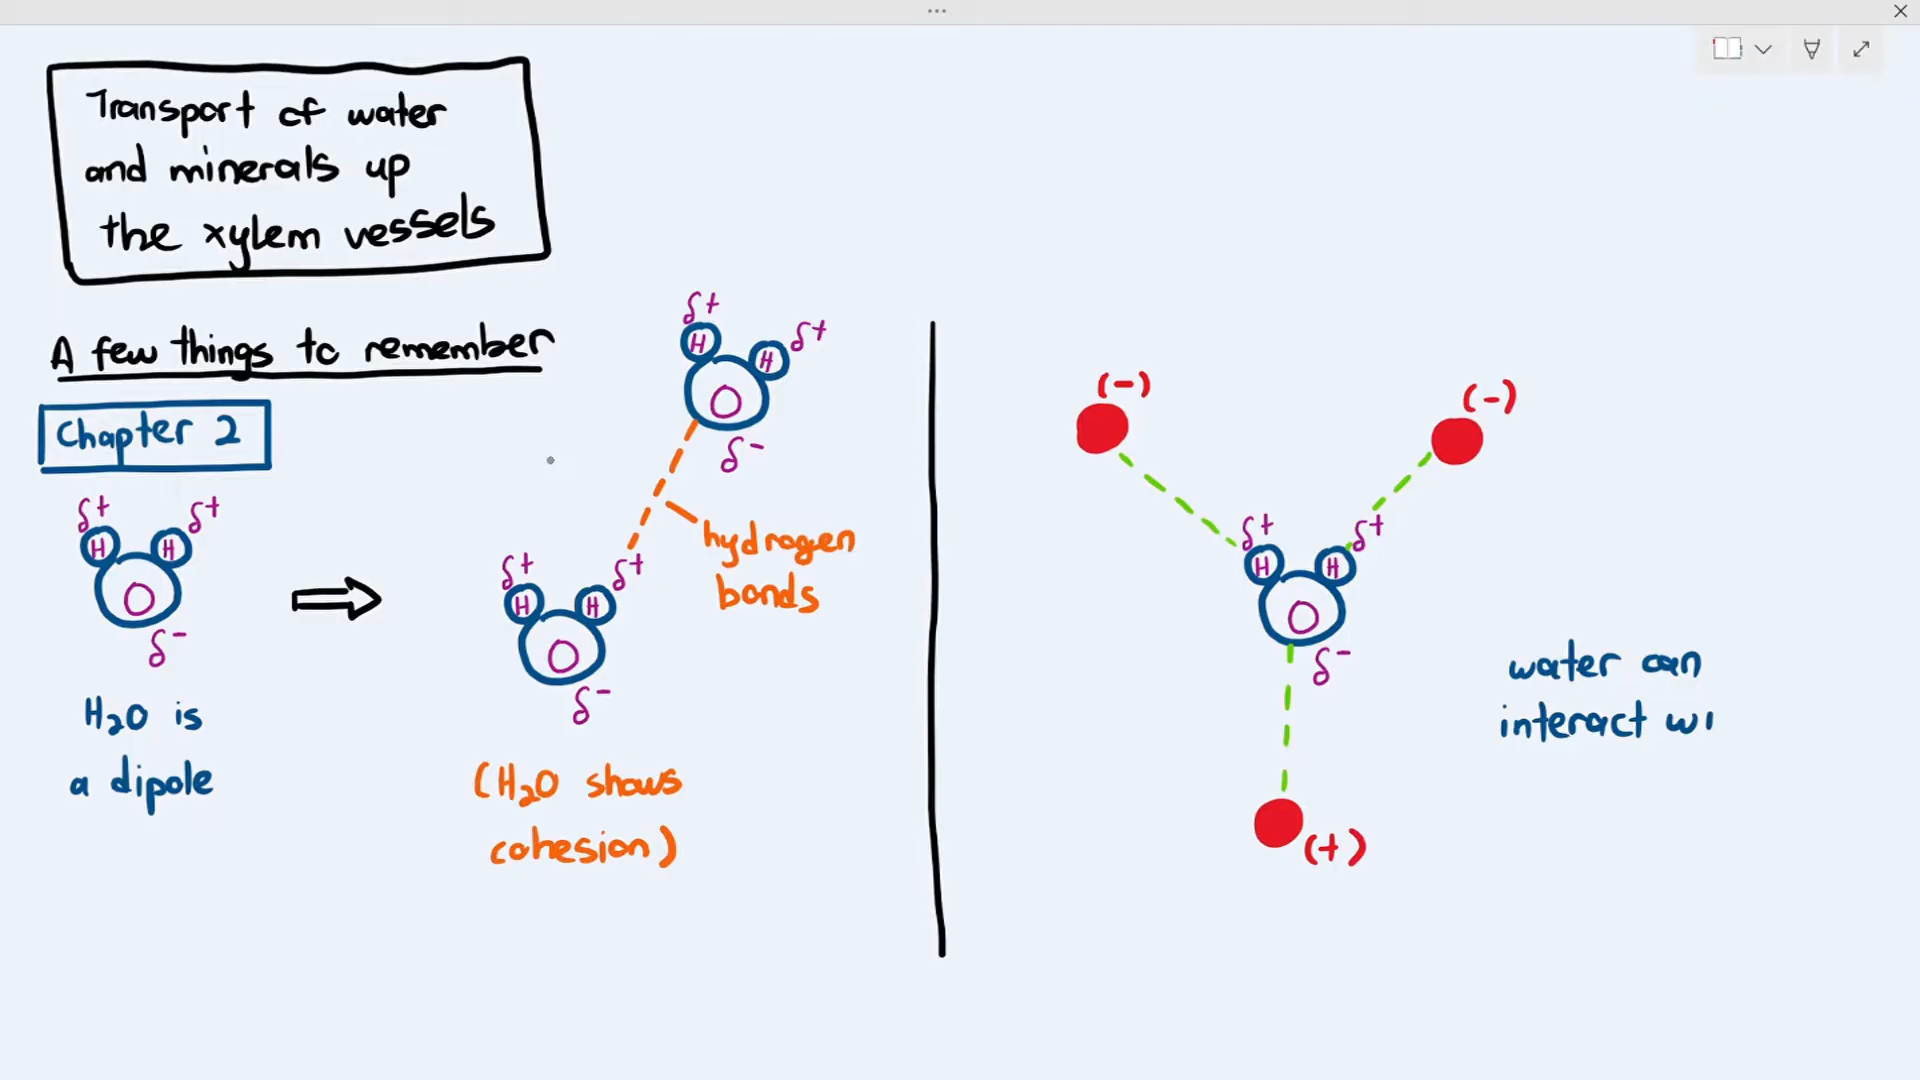 Transport of water
and minerals up
the xylem vessels
A few things to remember
Chapter 2
δ+
δ+
H
H
O
δ-
H2O is
a dipole
δ+
δ+
H
H
O
δ-
hydrogen
bonds
δ+
δ+
H
H
O
δ-
(H2O shows
cohesion)
(-)
(-)
δ+
δ+
H
H
O
δ-
(+)
water can
interact wi